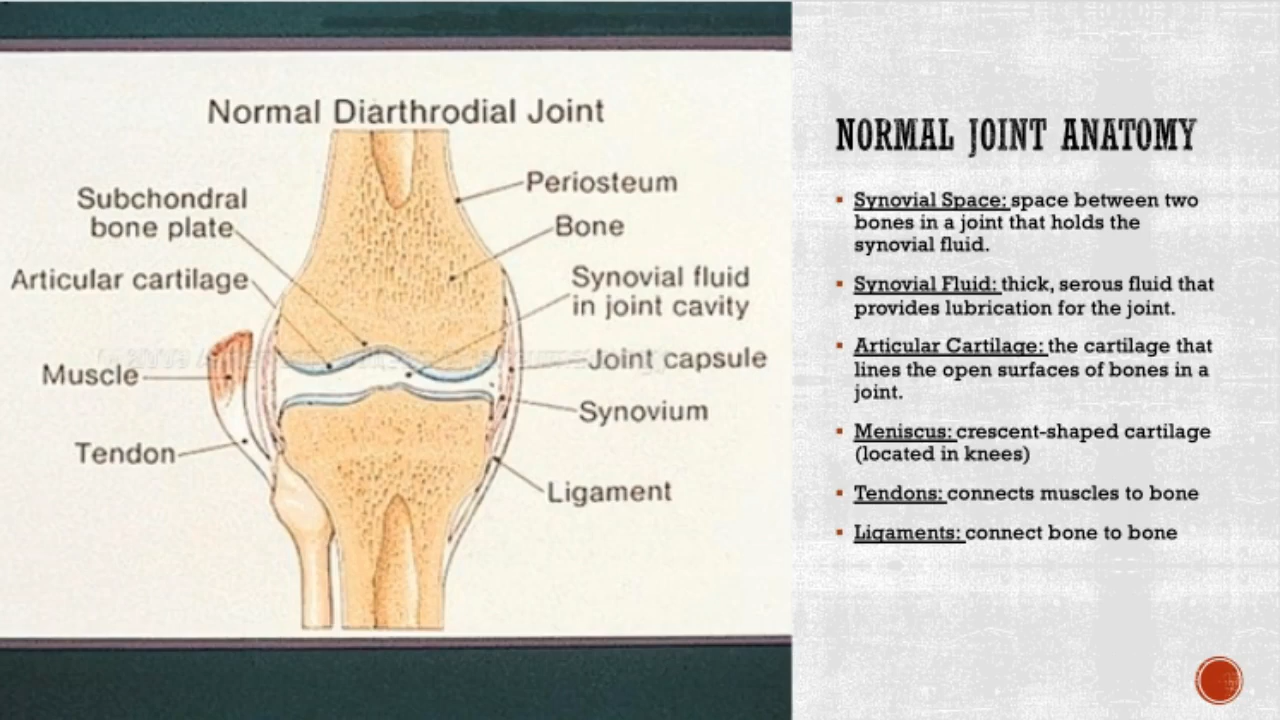 Normal Diarthrodial Joint
Subchondral
bone plate
Articular cartilage
Muscle
Tendon
Periosteum
Bone
Synovial fluid
in joint cavity
Joint capsule
Synovium
Ligament
NORMAL JOINT ANATOMY
▪ Synovial Space: space between two
bones in a joint that holds the
synovial fluid.
▪ Synovial Fluid: thick, serous fluid that
provides lubrication for the joint.
▪ Articular Cartilage: the cartilage that
lines the open surfaces of bones in a
joint.
▪ Meniscus: crescent-shaped cartilage
(located in knees)
▪ Tendons: connects muscles to bone
▪ Ligaments: connect bone to bone